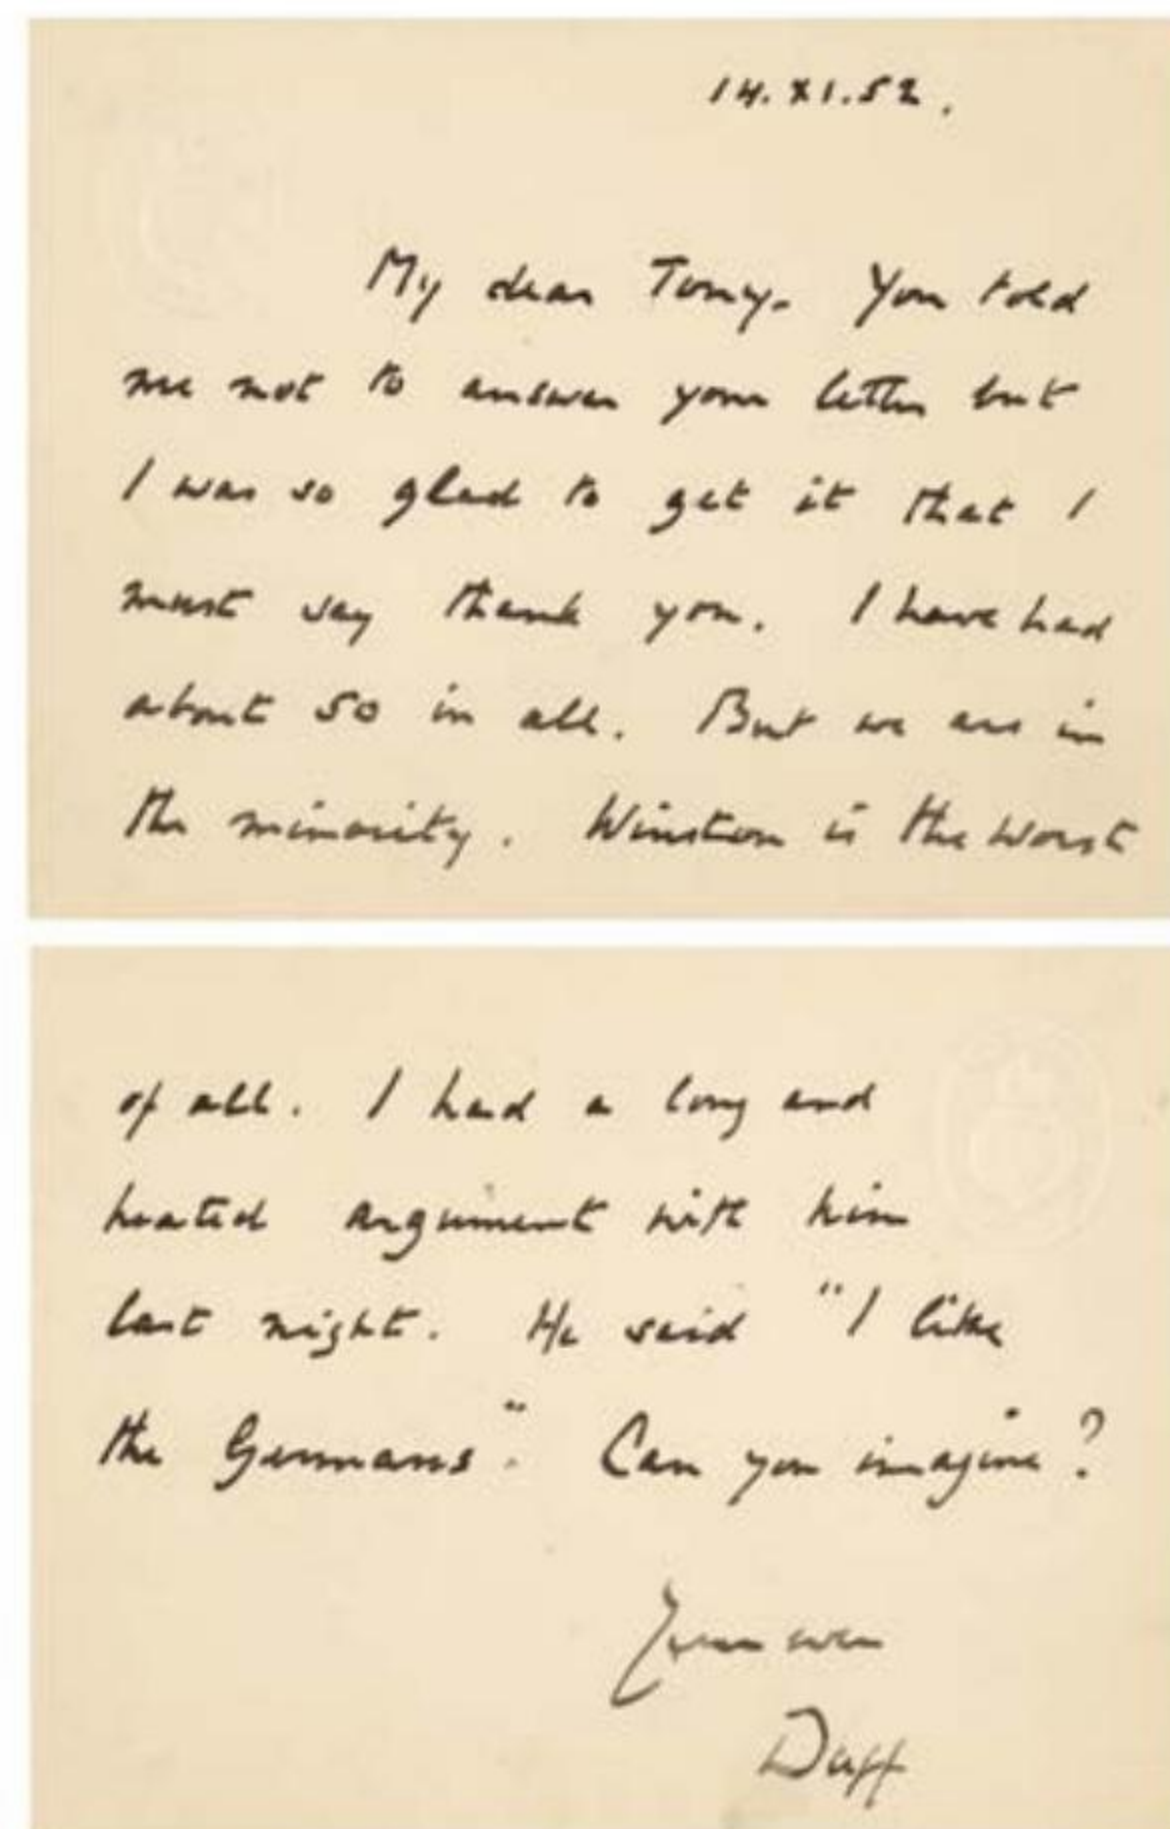 14.XI.52.
My dear Tony. You told
me not to answer your letter but
I was so glad to get it that I
must say thank you. I have had
about 50 in all. But we are in
the minority. Winston is the worst
of all. I had a long and
heated argument with him
last night. He said "I like
the Germans". Can you imagine?
Yours ever
Duff